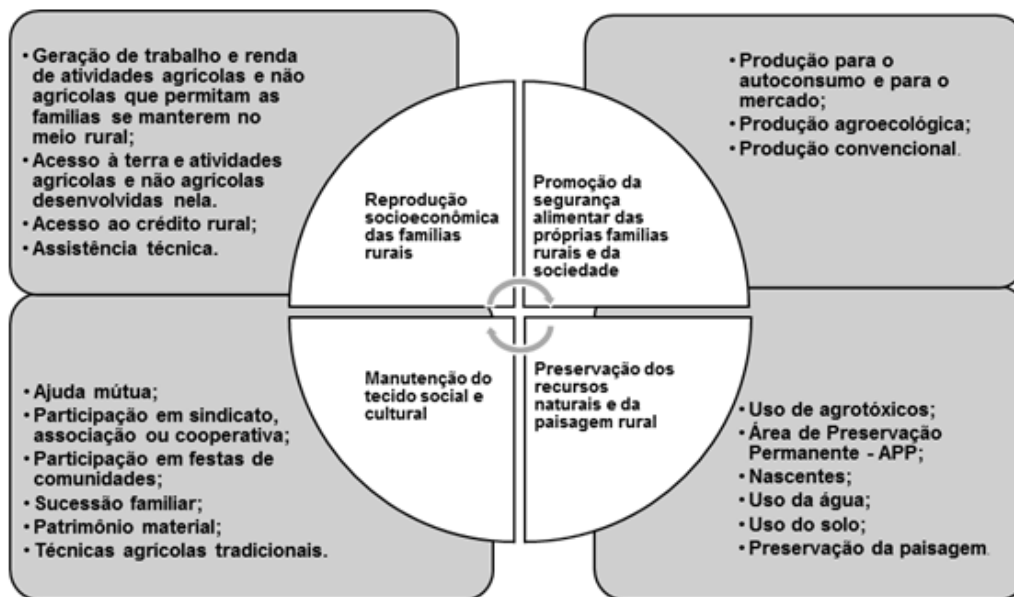 • Geração de trabalho e renda
de atividades agrícolas e não
agrícolas que permitam as
famílias se manterem no
meio rural;
• Acesso à terra e atividades
agrícolas e não agrícolas
desenvolvidas nela.
• Acesso ao crédito rural;
• Assistência técnica.
• Produção para o
autoconsumo e para o
mercado;
• Produção agroecológica;
• Produção convencional.
Reprodução
socioeconômica
das famílias
rurais
Promoção da
segurança
alimentar das
próprias famílias
rurais e da
sociedade
Manutenção do
tecido social e
cultural
Preservação dos
recursos
naturais e da
paisagem rural
• Ajuda mútua;
• Participação em sindicato,
associação ou cooperativa;
• Participação em festas de
comunidades;
• Sucessão familiar;
• Patrimônio material;
• Técnicas agrícolas tradicionais.
• Uso de agrotóxicos;
• Área de Preservação
Permanente - APP;
• Nascentes;
• Uso da água;
• Uso do solo;
• Preservação da paisagem.